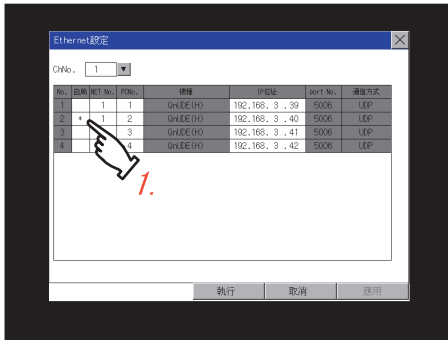 Ethernet設定
ChNo. 1 ▼
No. 自局 NET No. PCNo. 機種 IP位址 port No. 通信方式
1 1 1 QnUDE(H) 192.168. 3 .39 5006 UDP
2 * 1 2 QnUDE(H) 192.168. 3 .40 5006 UDP
3 3 QnUDE(H) 192.168. 3 .41 5006 UDP
4 4 QnUDE(H) 192.168. 3 .42 5006 UDP
1.
執行 取消 應用